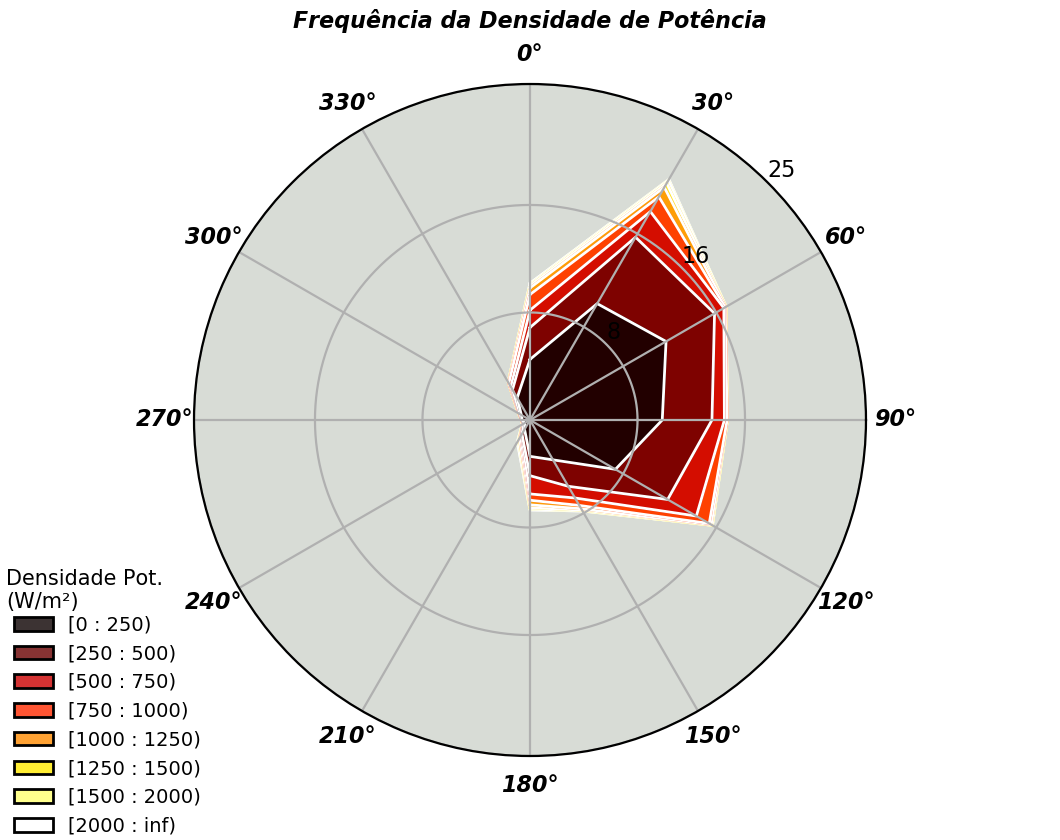 Frequência da Densidade de Potência
0°
330°
30°
25
300°
60°
16
8
270°
90°
240°
120°
210°
150°
180°
Densidade Pot.
(W/m²)
[0 : 250)
[250 : 500)
[500 : 750)
[750 : 1000)
[1000 : 1250)
[1250 : 1500)
[1500 : 2000)
[2000 : inf)